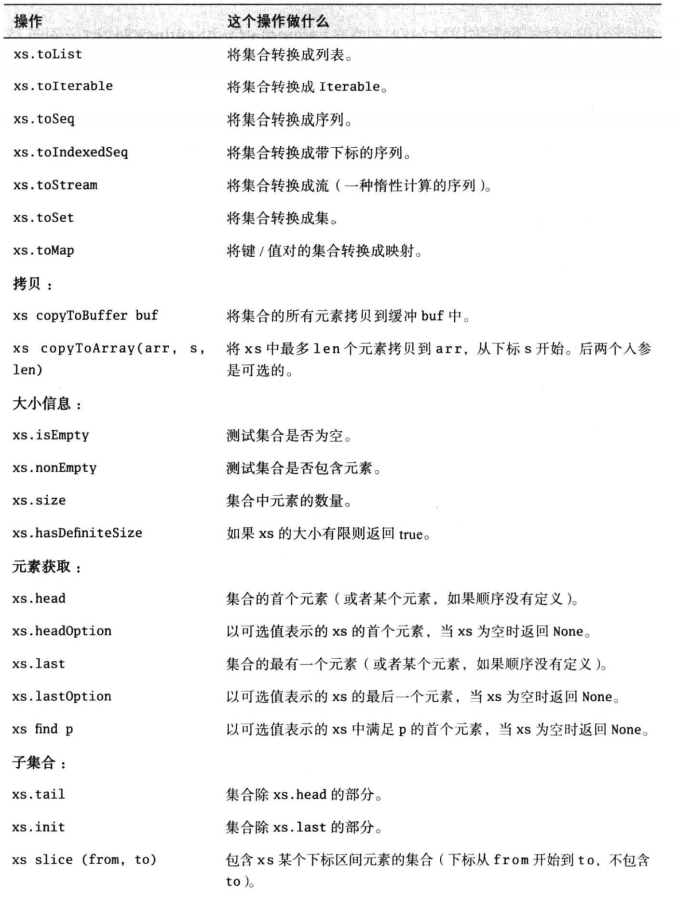 操作 这个操作做什么
xs.toList 将集合转换成列表。
xs.toIterable 将集合转换成 Iterable。
xs.toSeq 将集合转换成序列。
xs.toIndexedSeq 将集合转换成带下标的序列。
xs.toStream 将集合转换成流（一种惰性计算的序列）。
xs.toSet 将集合转换成集。
xs.toMap 将键 / 值对的集合转换成映射。
拷贝：
xs copyToBuffer buf 将集合的所有元素拷贝到缓冲 buf 中。
xs copyToArray(arr, s, 将 xs 中最多 len 个元素拷贝到 arr，从下标 s 开始。后两个入参
len) 是可选的。
大小信息：
xs.isEmpty 测试集合是否为空。
xs.nonEmpty 测试集合是否包含元素。
xs.size 集合中元素的数量。
xs.hasDefiniteSize 如果 xs 的大小有限则返回 true。
元素获取：
xs.head 集合的首个元素（或者某个元素，如果顺序没有定义）。
xs.headOption 以可选值表示的 xs 的首个元素，当 xs 为空时返回 None。
xs.last 集合的最有一个元素（或者某个元素，如果顺序没有定义）。
xs.lastOption 以可选值表示的 xs 的最后一个元素，当 xs 为空时返回 None。
xs find p 以可选值表示的 xs 中满足 p 的首个元素，当 xs 为空时返回 None。
子集合：
xs.tail 集合除 xs.head 的部分。
xs.init 集合除 xs.last 的部分。
xs slice (from, to) 包含 xs 某个下标区间元素的集合（下标从 from 开始到 to，不包含
to）。